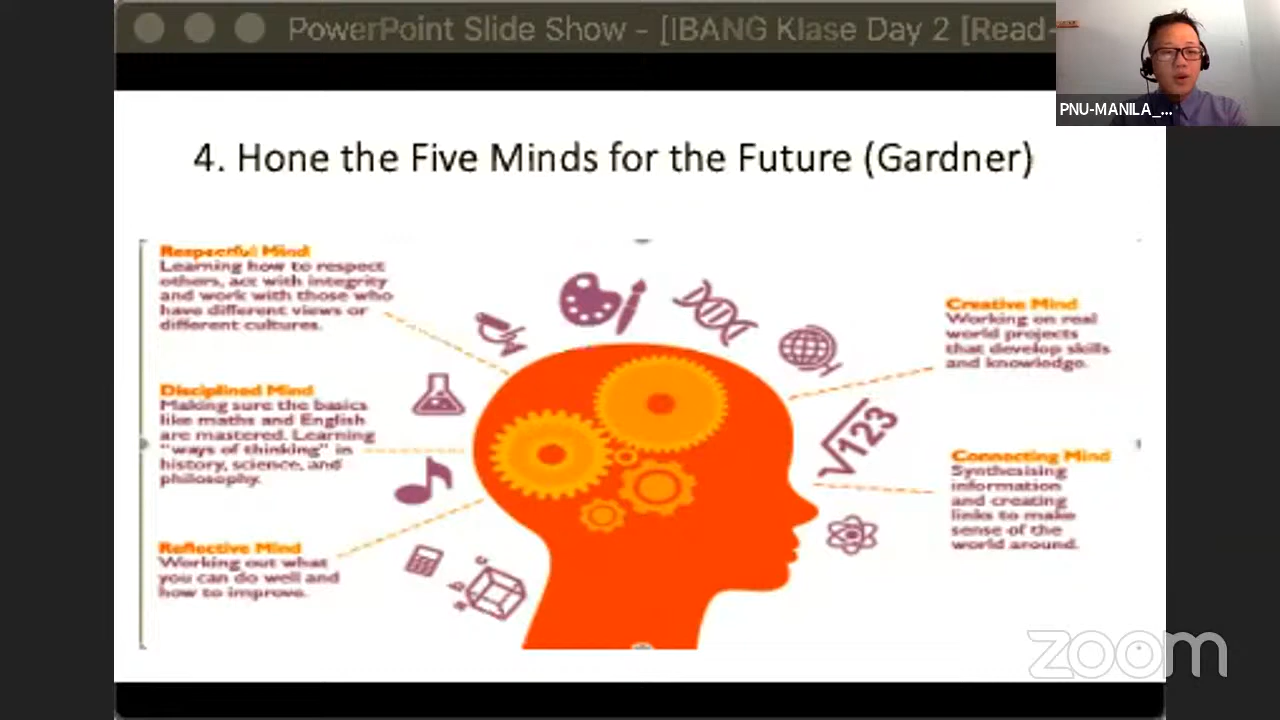 PowerPoint Slide Show - [IBANG Klase Day 2 [Read-
PNU-MANILA_...
4. Hone the Five Minds for the Future (Gardner)
Respectful Mind
Learning how to respect
others, act with integrity
and work with those who
have different views or
different cultures.
Disciplined Mind
Making sure the basics
like maths and English
are mastered. Learning
"ways of thinking" in
history, science, and
philosophy.
Reflective Mind
Working out what
you can do well and
how to improve.
Creative Mind
Working on real
world projects
that develop skills
and knowledge.
Connecting Mind
Synthesising
information
and creating
links to make
sense of the
world around.
√123
zoom